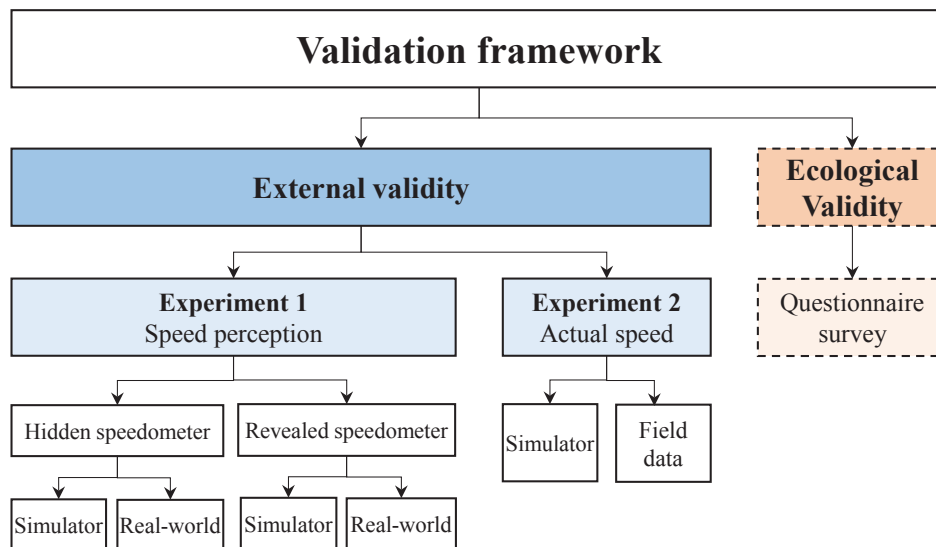 Validation framework
External validity
Ecological
Validity
Experiment 1
Speed perception
Experiment 2
Actual speed
Questionnaire
survey
Hidden speedometer
Revealed speedometer
Simulator
Field
data
Simulator
Real-world
Simulator
Real-world